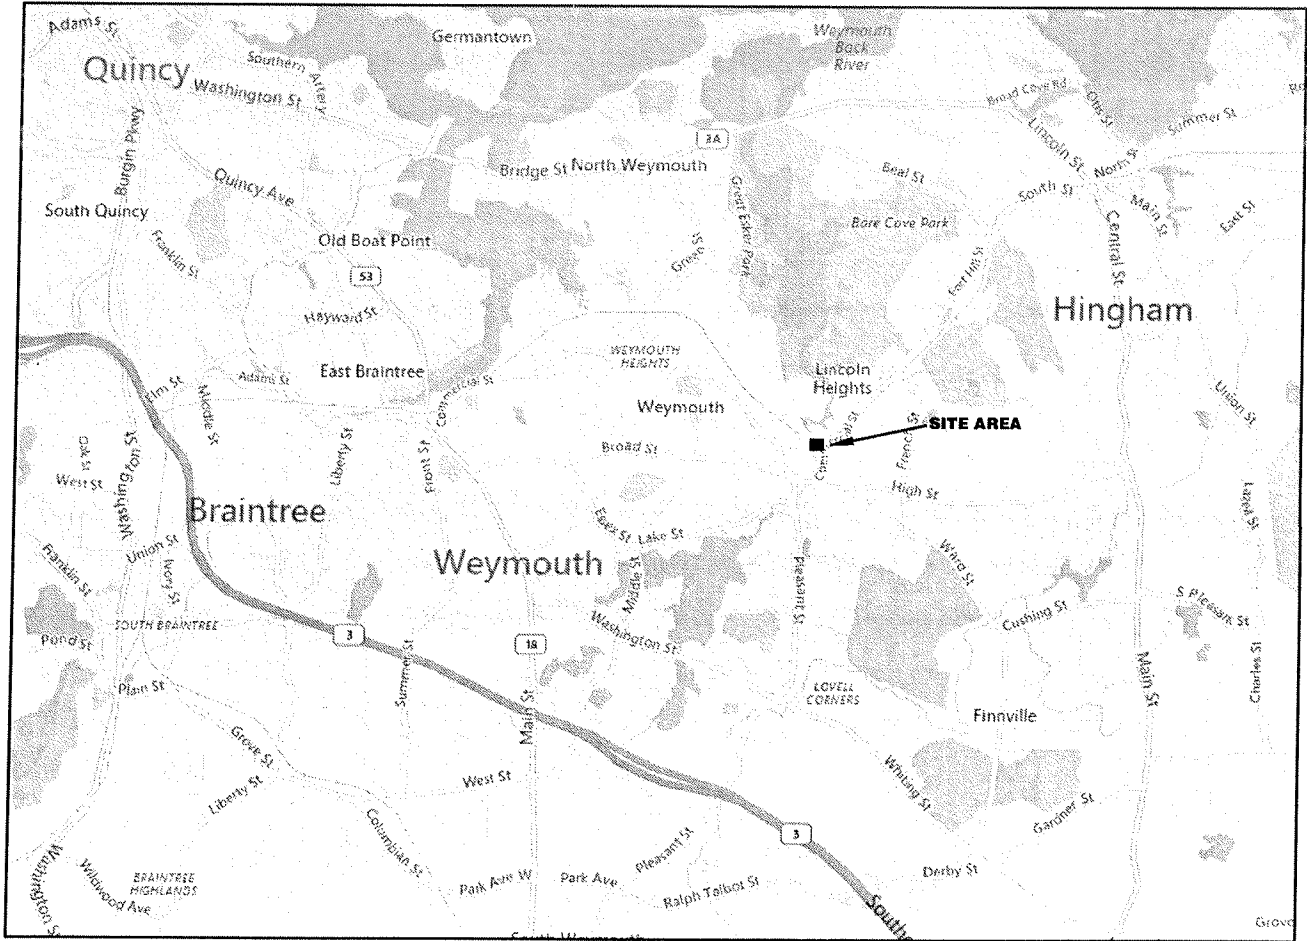 Adams St
Germantown
Weymouth
Back
River
Quincy
Southern Artery
Washington St
Broad Cove Rd
Otis St
Summer St
Burgin Pkwy
3A
Lincoln St
Bridge St
North Weymouth
North St
Beal St
South St
Quincy Ave
Great Esker Park
Main St
East St
South Quincy
Bare Cove Park
Franklin St
Old Boat Point
Green St
Central St
Fort Hill St
53
Hayward St
Hingham
WEYMOUTH
HEIGHTS
East Braintree
Lincoln
Heights
Adams St
Commercial St
Elm St
Middle St
Weymouth
Union St
SITE AREA
Broad St
French St
Liberty St
Front St
Oak St
West St
Washington St
High St
Lazell St
Braintree
Essex St
Lake St
Union St
Weymouth
Ward St
Franklin St
Ivory St
Middle St
Pleasant St
Cushing St
S Pleasant St
SOUTH BRAINTREE
Pond St
3
18
Washington St
Summer St
Main St
Charles St
Plain St
LOVELL
CORNERS
Main St
Finnville
Grove St
Liberty St
West St
Whiting St
Gardner St
Columbian St
3
Pleasant St
Washington St
Wildwood Ave
BRAINTREE
HIGHLANDS
Park Ave W
Park Ave
Ralph Talbot St
Derby St
Southe
South Weymouth
Grove